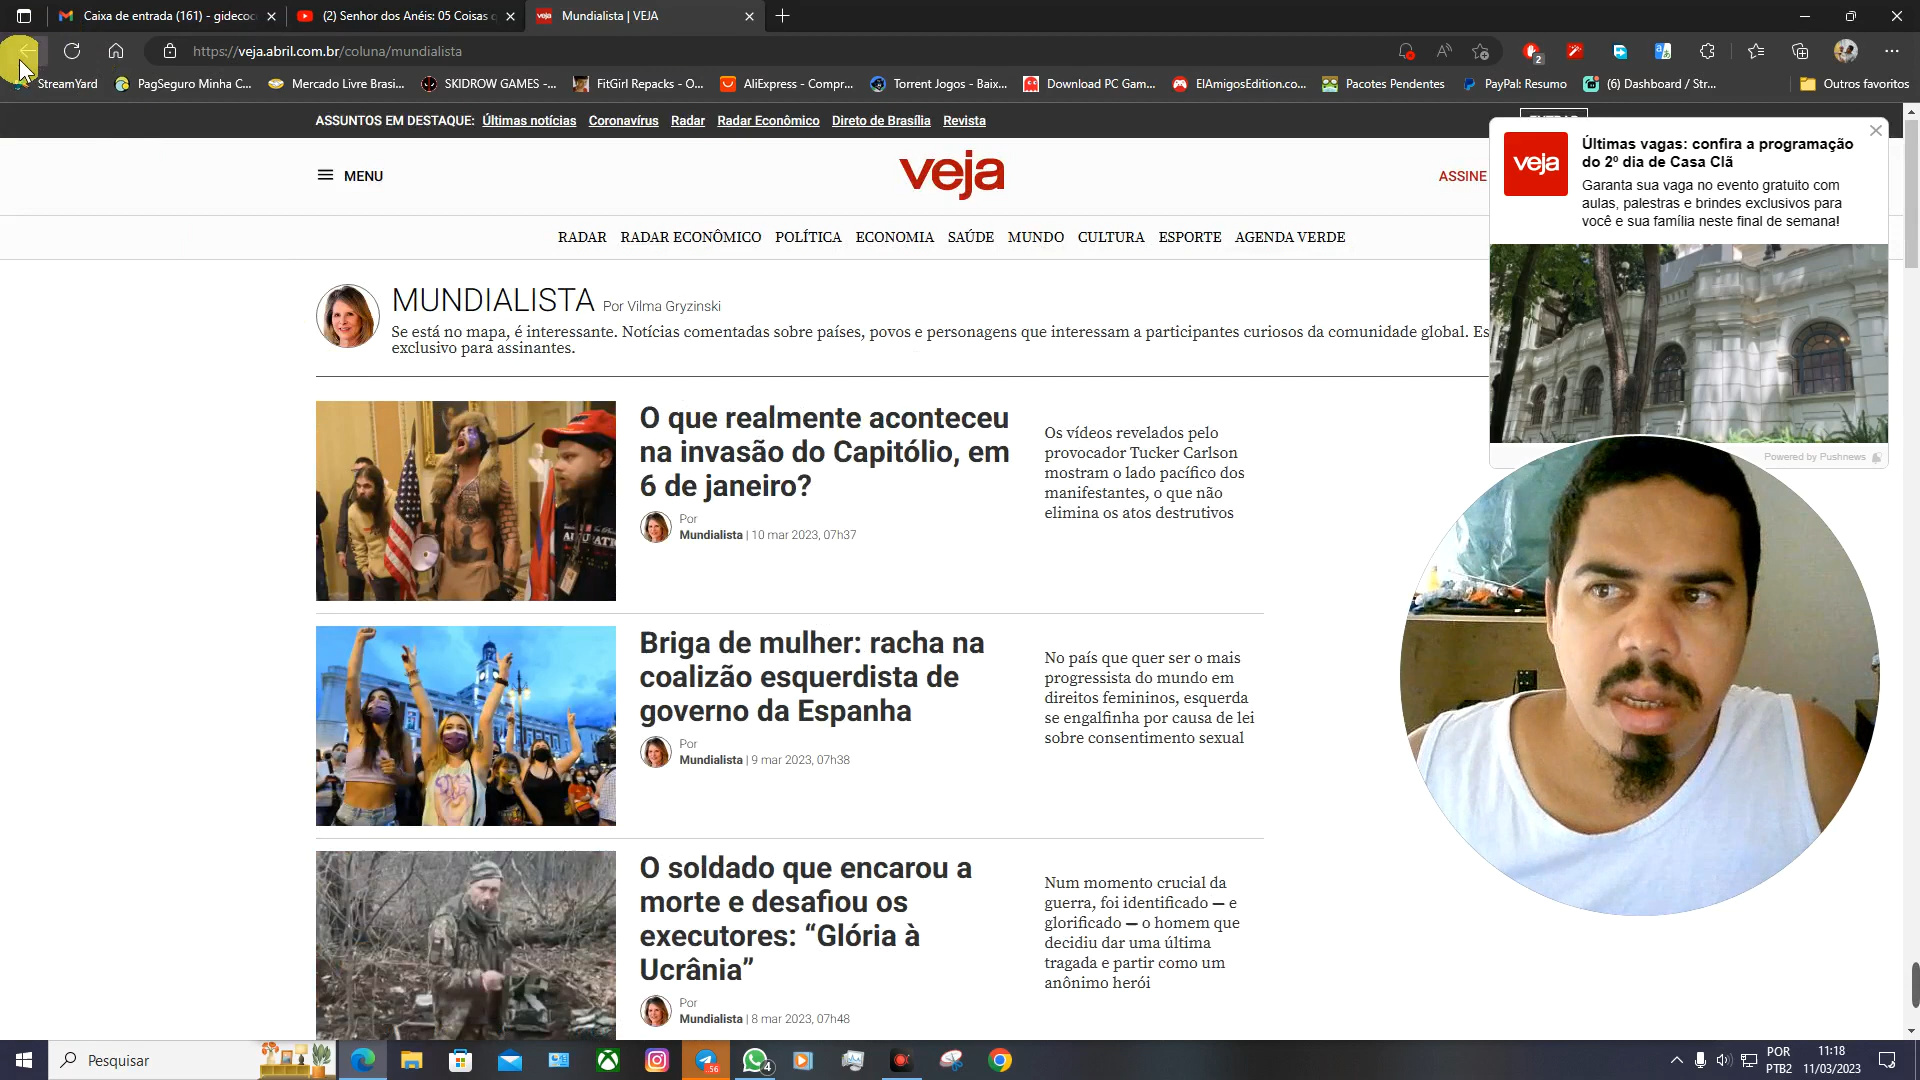 Caixa de entrada (161) - gidecoc
(2) Senhor dos Anéis: 05 Coisas q
Mundialista | VEJA
https://veja.abril.com.br/coluna/mundialista
2
StreamYard
PagSeguro Minha C...
Mercado Livre Brasi...
SKIDROW GAMES -...
FitGirl Repacks - O...
AliExpress - Compr...
Torrent Jogos - Baix...
Download PC Gam...
ElAmigosEdition.co...
Pacotes Pendentes
PayPal: Resumo
(6) Dashboard / Str...
Outros favoritos
ASSUNTOS EM DESTAQUE: Últimas notícias Coronavírus Radar Radar Econômico Direto de Brasília Revista
MENU
veja
ASSINE
RADAR RADAR ECONÔMICO POLÍTICA ECONOMIA SAÚDE MUNDO CULTURA ESPORTE AGENDA VERDE
veja
Últimas vagas: confira a programação
do 2º dia de Casa Clã
Garanta sua vaga no evento gratuito com
aulas, palestras e brindes exclusivos para
você e sua família neste final de semana!
Powered by Pushnews
MUNDIALISTA Por Vilma Gryzinski
Se está no mapa, é interessante. Notícias comentadas sobre países, povos e personagens que interessam a participantes curiosos da comunidade global. Es
exclusivo para assinantes.
O que realmente aconteceu
na invasão do Capitólio, em
6 de janeiro?
Por
Mundialista | 10 mar 2023, 07h37
Os vídeos revelados pelo
provocador Tucker Carlson
mostram o lado pacífico dos
manifestantes, o que não
elimina os atos destrutivos
Briga de mulher: racha na
coalizão esquerdista de
governo da Espanha
Por
Mundialista | 9 mar 2023, 07h38
No país que quer ser o mais
progressista do mundo em
direitos femininos, esquerda
se engalfinha por causa de lei
sobre consentimento sexual
O soldado que encarou a
morte e desafiou os
executores: “Glória à
Ucrânia”
Por
Mundialista | 8 mar 2023, 07h48
Num momento crucial da
guerra, foi identificado — e
glorificado — o homem que
decidiu dar uma última
tragada e partir como um
anônimo herói
Pesquisar
56
4
POR
PTB2
11:18
11/03/2023